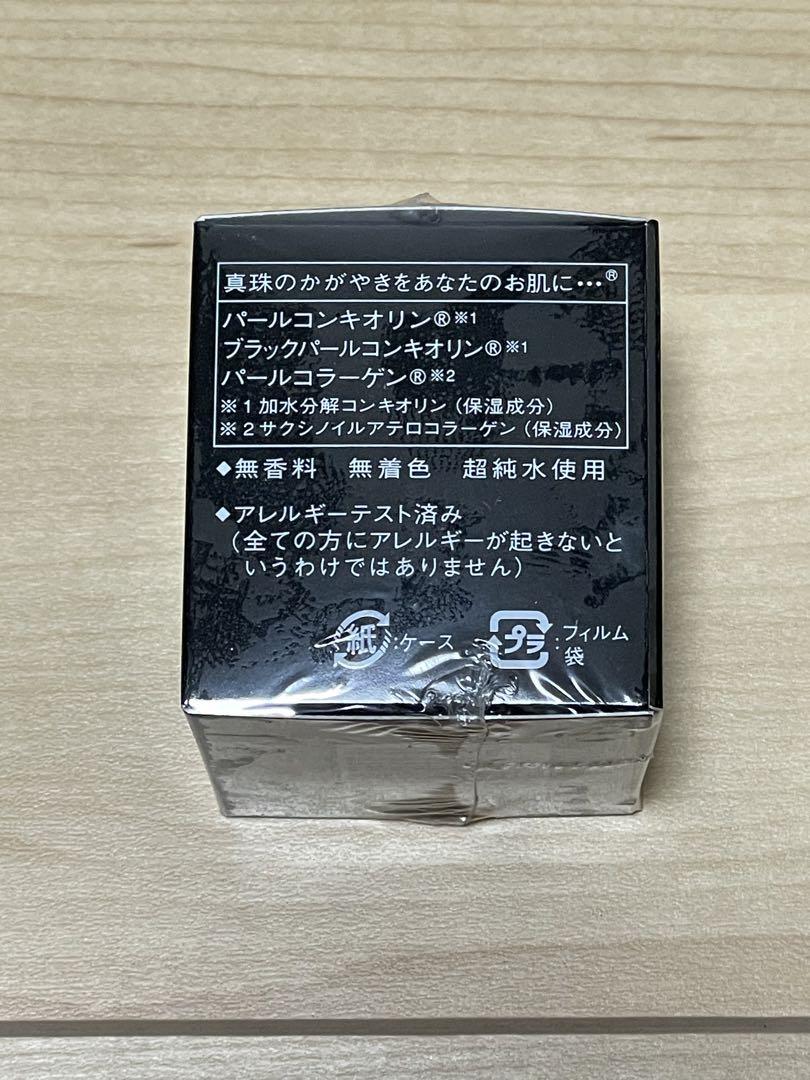 真珠のかがやきをあなたのお肌に…®
パールコンキオリン®※1
ブラックパールコンキオリン®※1
パールコラーゲン®※2
※1加水分解コンキオリン（保湿成分）
※2サクシノイルアテロコラーゲン（保湿成分）
◆無香料　無着色　超純水使用
◆アレルギーテスト済み
（全ての方にアレルギーが起きないと
いうわけではありません）
紙:ケース
プラ:フィルム
袋